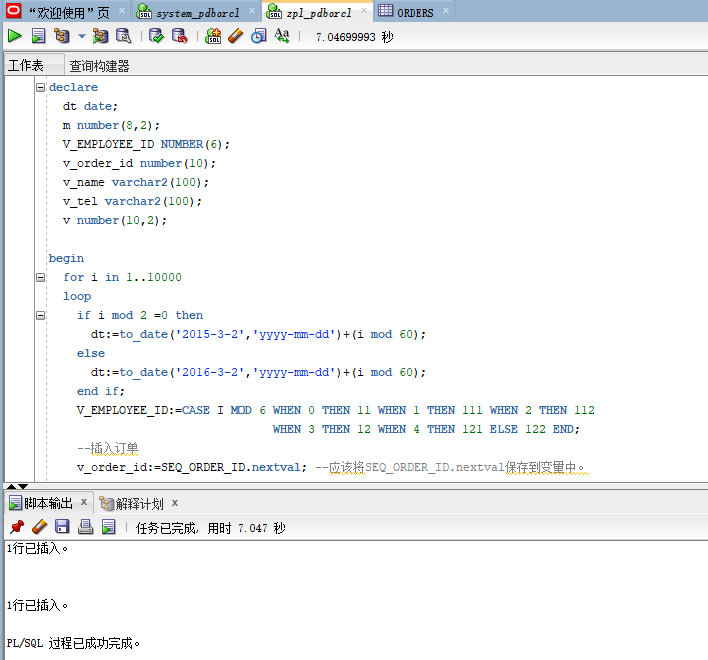 “欢迎使用”页 system_pdborcl zpl_pdborcl ORDERS
7.04699993 秒
工作表 查询构建器
declare
dt date;
m number(8,2);
V_EMPLOYEE_ID NUMBER(6);
v_order_id number(10);
v_name varchar2(100);
v_tel varchar2(100);
v number(10,2);
begin
for i in 1..10000
loop
if i mod 2 =0 then
dt:=to_date('2015-3-2','yyyy-mm-dd')+(i mod 60);
else
dt:=to_date('2016-3-2','yyyy-mm-dd')+(i mod 60);
end if;
V_EMPLOYEE_ID:=CASE I MOD 6 WHEN 0 THEN 11 WHEN 1 THEN 111 WHEN 2 THEN 112
WHEN 3 THEN 12 WHEN 4 THEN 121 ELSE 122 END;
--插入订单
v_order_id:=SEQ_ORDER_ID.nextval; --应该将SEQ_ORDER_ID.nextval保存到变量中。
脚本输出 x 解释计划 x
任务已完成, 用时 7.047 秒
1行已插入。
1行已插入。
PL/SQL 过程已成功完成。